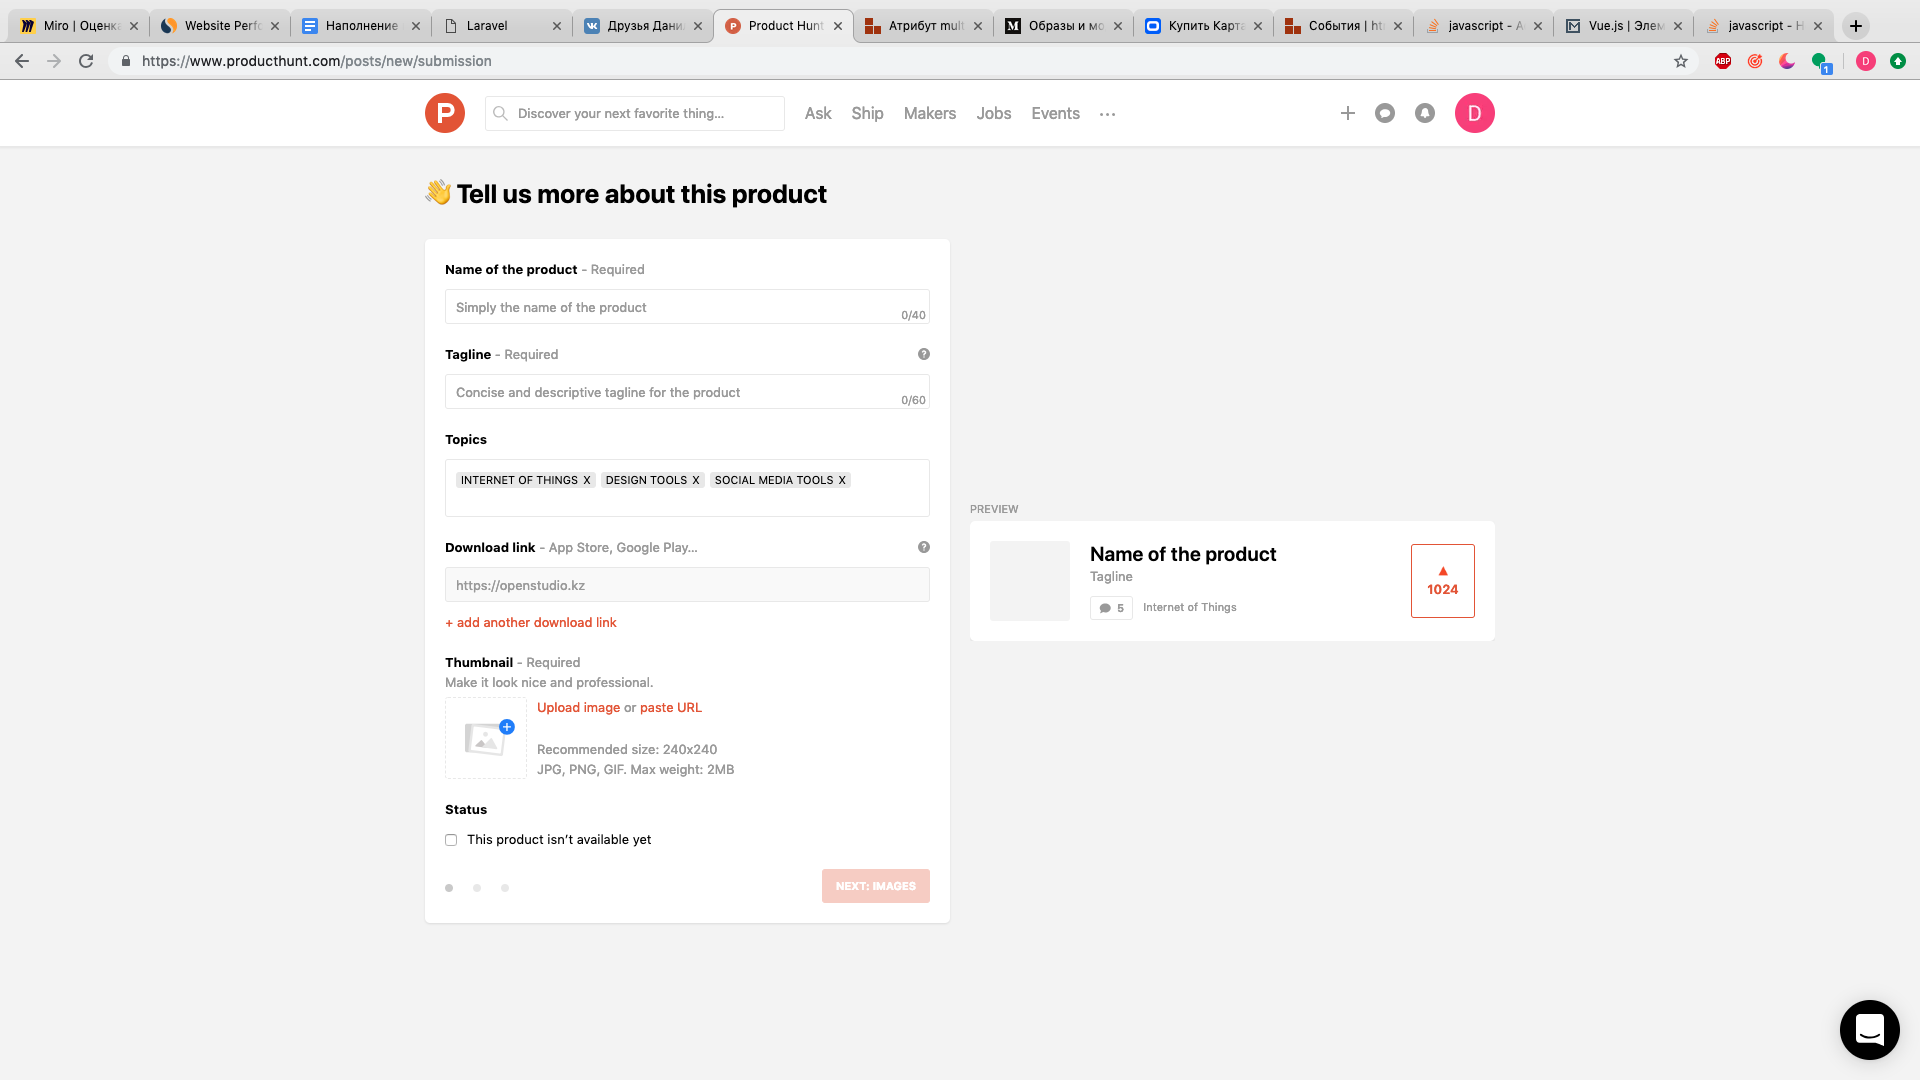 Miro | Оценка
Website Perfo
Наполнение
Laravel
Друзья Дани
Product Hunt
Атрибут mult
Образы и мо
Купить Карта
События | ht
javascript - A
Vue.js | Элем
javascript - H
https://www.producthunt.com/posts/new/submission
ABP
1
D
P
Discover your next favorite thing...
Ask
Ship
Makers
Jobs
Events
D
👋 Tell us more about this product
Name of the product - Required
Simply the name of the product
0/40
Tagline - Required
?
Concise and descriptive tagline for the product
0/60
Topics
INTERNET OF THINGS X
DESIGN TOOLS X
SOCIAL MEDIA TOOLS X
Download link - App Store, Google Play...
?
https://openstudio.kz
+ add another download link
Thumbnail - Required
Make it look nice and professional.
Upload image or paste URL
Recommended size: 240x240
JPG, PNG, GIF. Max weight: 2MB
Status
This product isn’t available yet
NEXT: IMAGES
PREVIEW
Name of the product
Tagline
5
Internet of Things
▲
1024